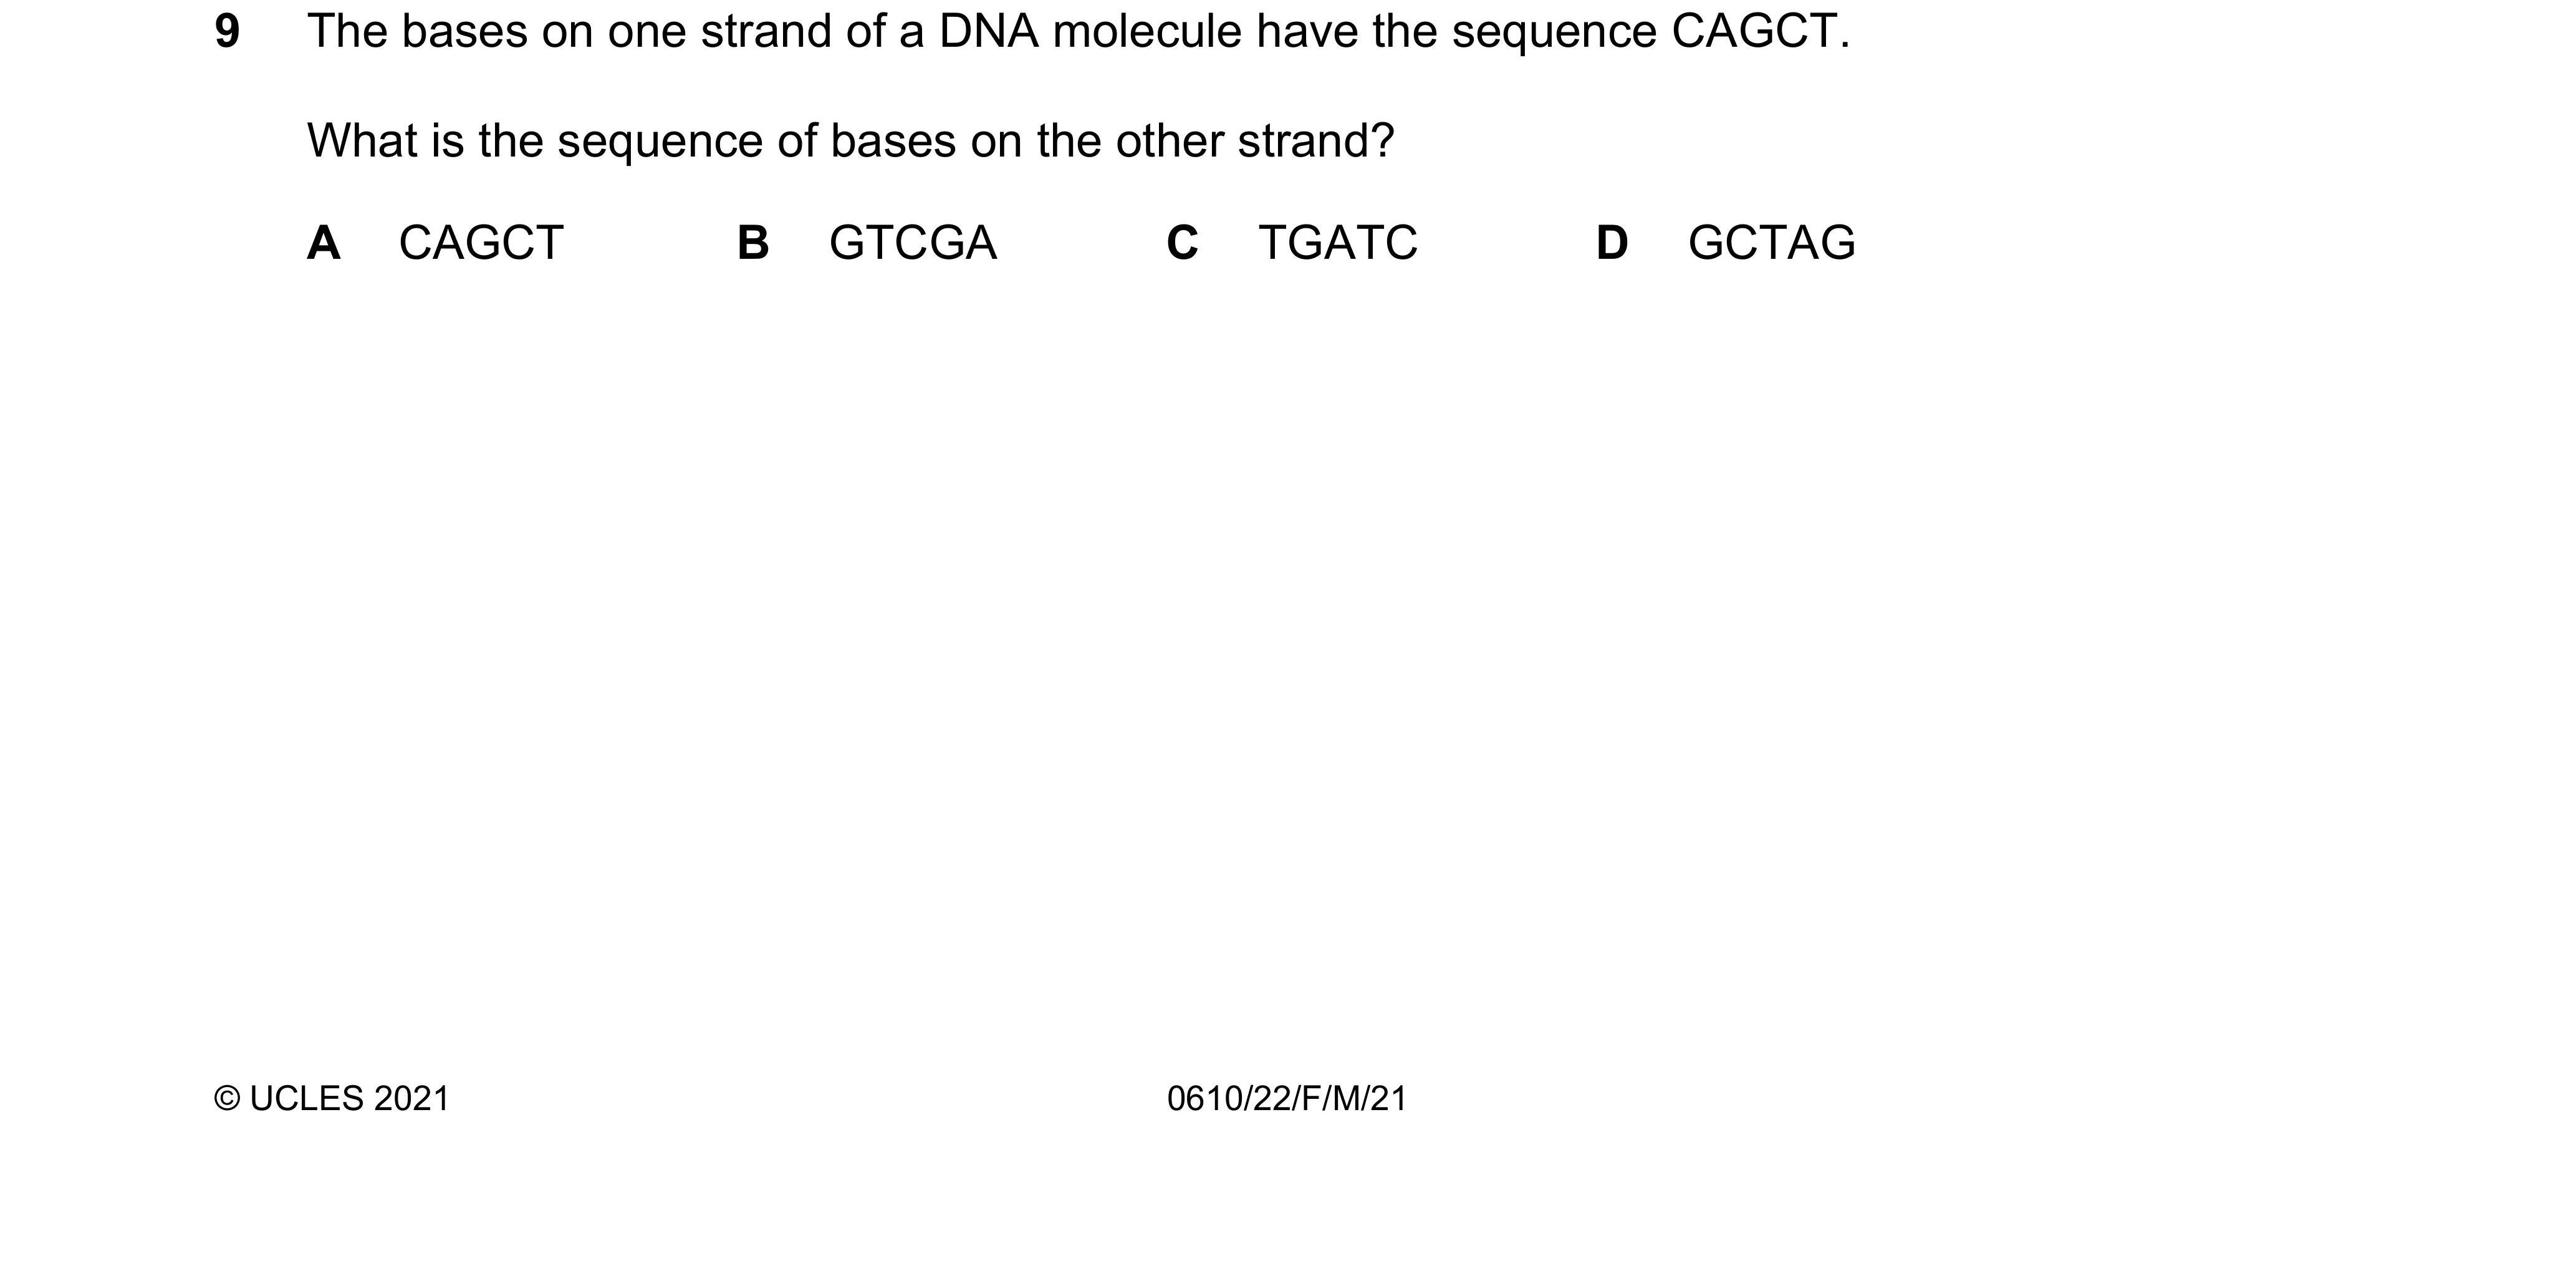 9 The bases on one strand of a DNA molecule have the sequence CAGCT.
What is the sequence of bases on the other strand?
A CAGCT B GTCGA C TGATC D GCTAG
© UCLES 2021 0610/22/F/M/21